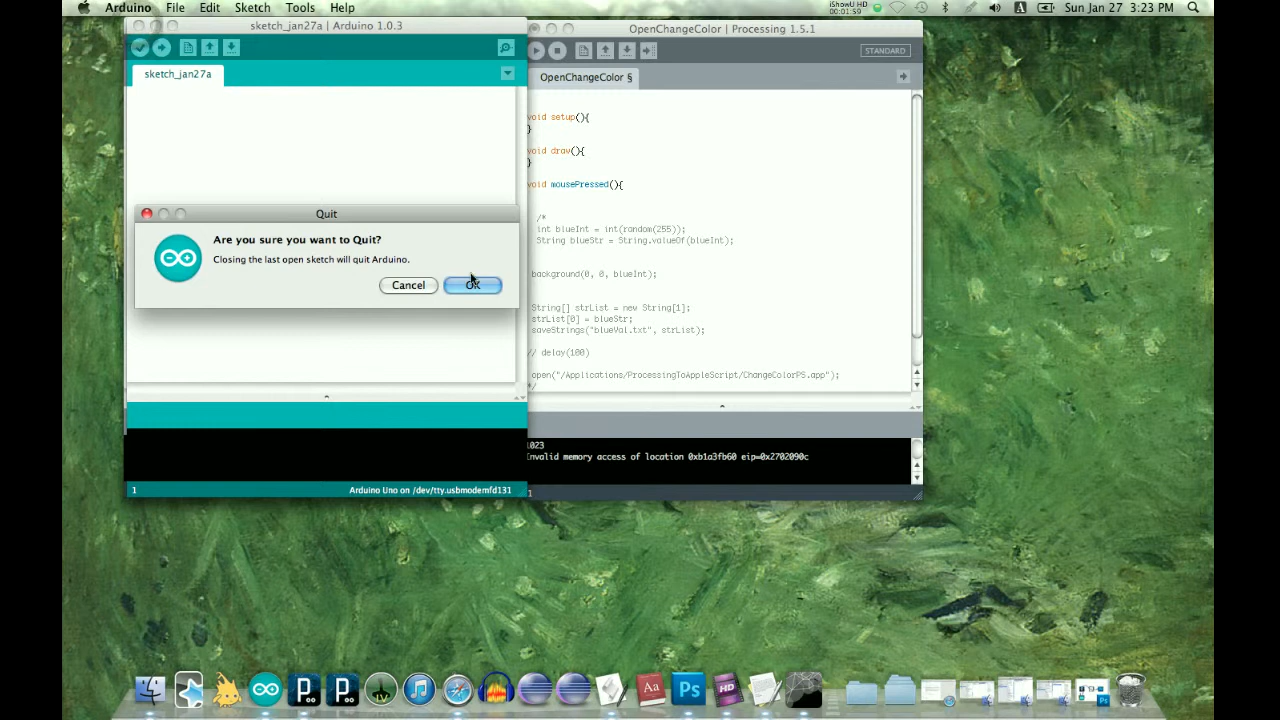 Arduino File Edit Sketch Tools Help
iShowU HD
00:01:59
Sun Jan 27 3:23 PM
sketch_jan27a | Arduino 1.0.3
sketch_jan27a
Quit
Are you sure you want to Quit?
Closing the last open sketch will quit Arduino.
Cancel
OK
1
Arduino Uno on /dev/tty.usbmodemfd131
OpenChangeColor | Processing 1.5.1
STANDARD
OpenChangeColor §
void setup(){
}
void draw(){
}
void mousePressed(){
/*
int blueInt = int(random(255));
String blueStr = String.valueOf(blueInt);
background(0, 0, blueInt);
String[] strList = new String[1];
strList[0] = blueStr;
saveStrings("blueVal.txt", strList);
// delay(100)
open("/Applications/ProcessingToAppleScript/ChangeColorPS.app");
*/
1023
Invalid memory access of location 0xb1a3fb60 eip=0x2702090c
1
P
P
Aa
Ps
HD